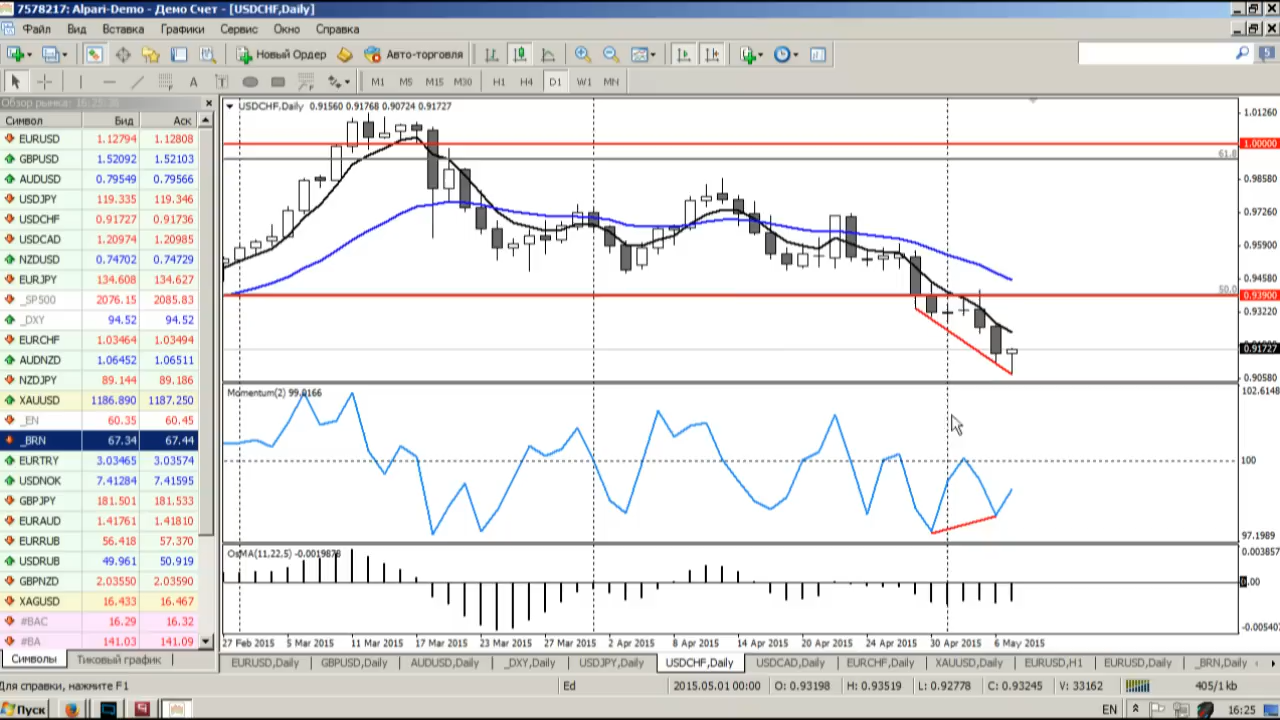 7578217: Alpari-Demo - Демо Счет - [USDCHF,Daily]
Файл Вид Вставка Графики Сервис Окно Справка
Новый Ордер Авто-торговля
M1 M5 M15 M30 H1 H4 D1 W1 MN
Обзор рынка: 16:25:38
Символ Бид Аск
EURUSD 1.12794 1.12808
GBPUSD 1.52092 1.52103
AUDUSD 0.79549 0.79566
USDJPY 119.335 119.346
USDCHF 0.91727 0.91736
USDCAD 1.20974 1.20985
NZDUSD 0.74702 0.74729
EURJPY 134.608 134.627
_SP500 2076.15 2085.83
_DXY 94.52 94.52
EURCHF 1.03464 1.03494
AUDNZD 1.06452 1.06511
NZDJPY 89.144 89.186
XAUUSD 1186.890 1187.250
_EN 60.35 60.45
_BRN 67.34 67.44
EURTRY 3.03465 3.03574
USDNOK 7.41284 7.41595
GBPJPY 181.501 181.533
EURAUD 1.41761 1.41810
EURRUB 56.418 57.370
USDRUB 49.961 50.919
GBPNZD 2.03550 2.03590
XAGUSD 16.433 16.467
#BAC 16.29 16.32
#BA 141.03 141.09
Символы Тиковый график
USDCHF,Daily 0.91560 0.91768 0.90724 0.91727
1.01260
1.00000
61.8
0.98580
0.97260
0.95900
0.94580
50.0
0.93900
0.93220
0.91727
0.90580
Momentum(2) 99.0166
102.6148
100
97.1989
OsMA(11,22,5) -0.0019878
0.003857
0.00
27 Feb 2015 5 Mar 2015 11 Mar 2015 17 Mar 2015 23 Mar 2015 27 Mar 2015 2 Apr 2015 8 Apr 2015 14 Apr 2015 20 Apr 2015 24 Apr 2015 30 Apr 2015 6 May 2015
EURUSD,Daily GBPUSD,Daily AUDUSD,Daily _DXY,Daily USDJPY,Daily USDCHF,Daily USDCAD,Daily EURCHF,Daily XAUUSD,Daily EURUSD,H1 EURUSD,Daily _BRN,Daily
Для справки, нажмите F1 Ed 2015.05.01 00:00 O: 0.93198 H: 0.93519 L: 0.92778 C: 0.93245 V: 33162 405/1 kb
Пуск EN 16:25